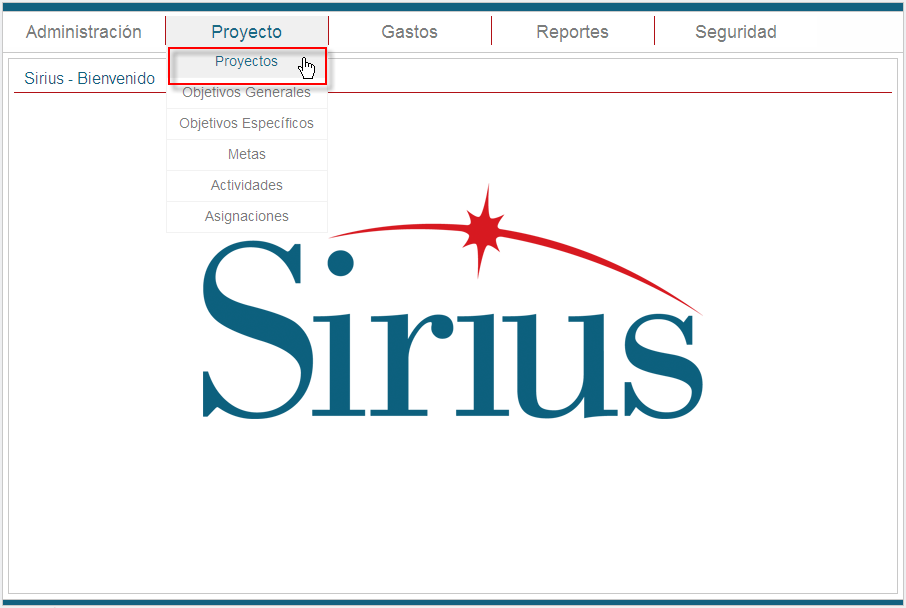 Administración Proyecto Gastos Reportes Seguridad
Proyectos
Sirius - Bienvenido
Objetivos Generales
Objetivos Específicos
Metas
Actividades
Asignaciones
Sirius